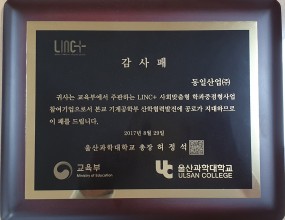 LINC+
감 사 패
동일산업(주)
귀사는 교육부에서 주관하는 LINC+ 사회맞춤형 학과중점형사업
참여기업으로서 본교 기계공학부 산학협력발전에 공로가 지대하므로
이 패를 드립니다.
2017년 8월 29일
울산과학대학교 총장 허 정 석
교육부
Ministry of Education
울산과학대학교
ULSAN COLLEGE